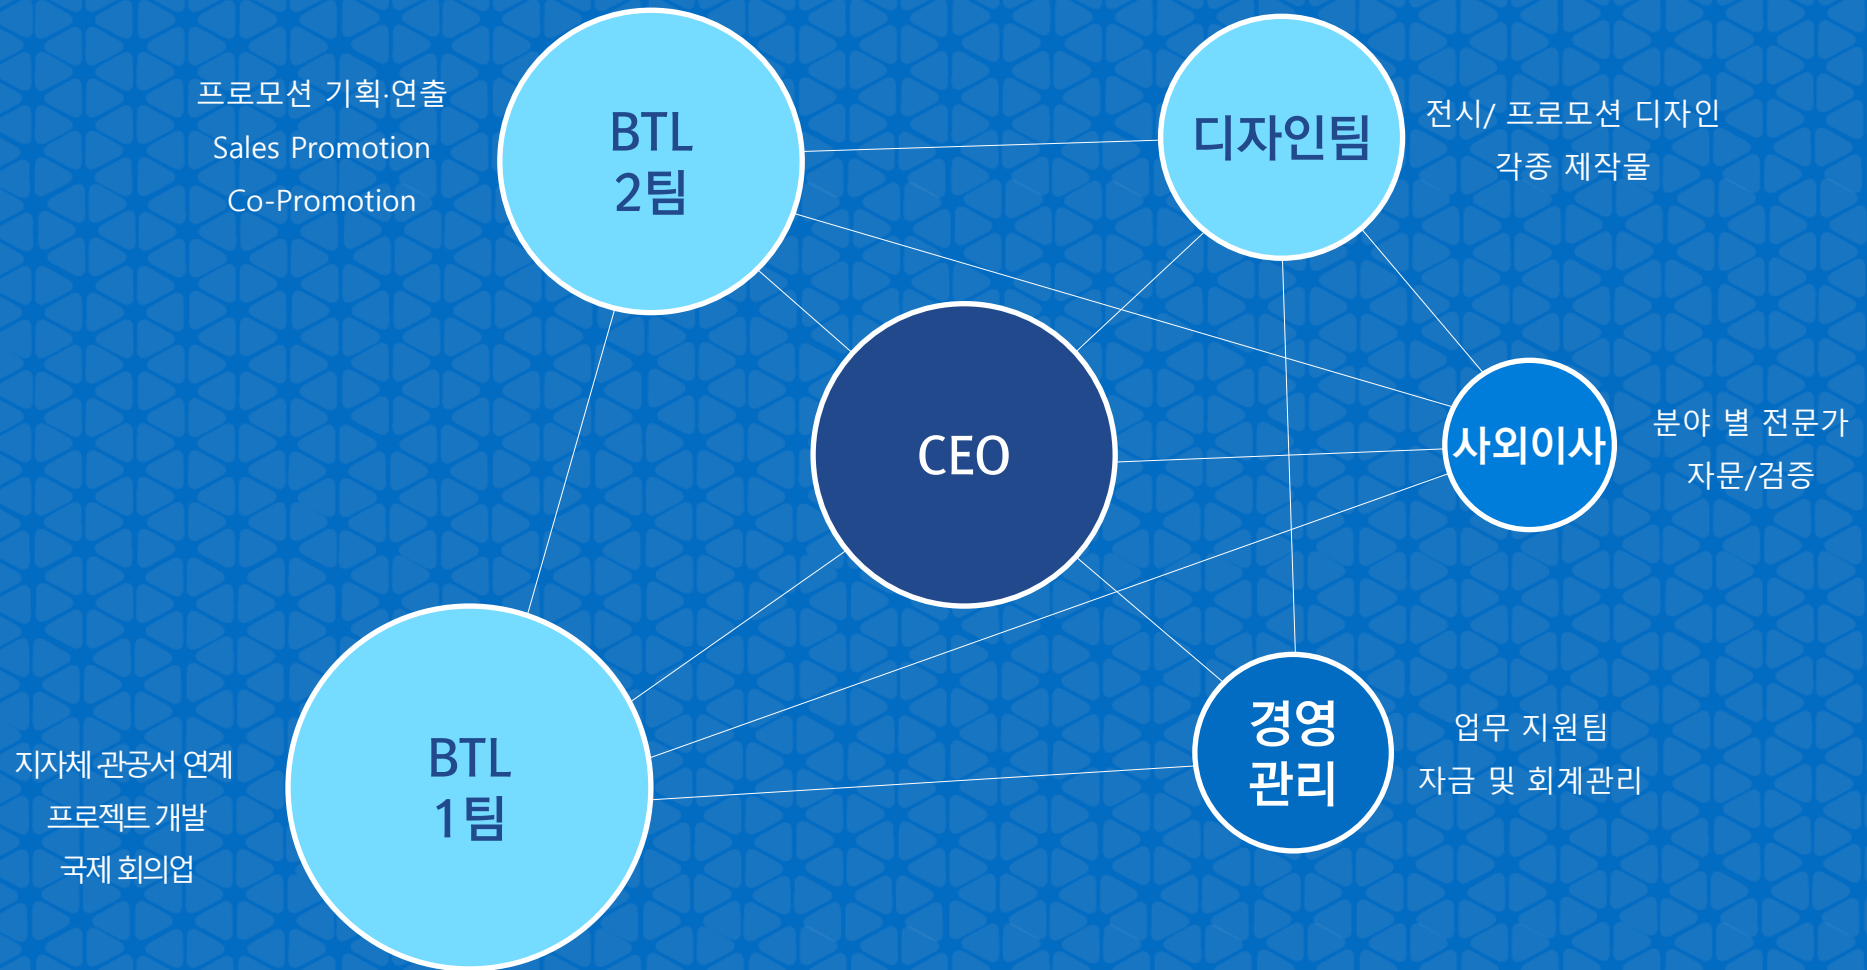 프로모션 기획·연출
Sales Promotion
Co-Promotion
BTL
2팀
디자인팀
전시/ 프로모션 디자인
각종 제작물
CEO
사외이사
분야 별 전문가
자문/검증
지자체 관공서 연계
프로젝트 개발
국제 회의업
BTL
1팀
경영
관리
업무 지원팀
자금 및 회계관리